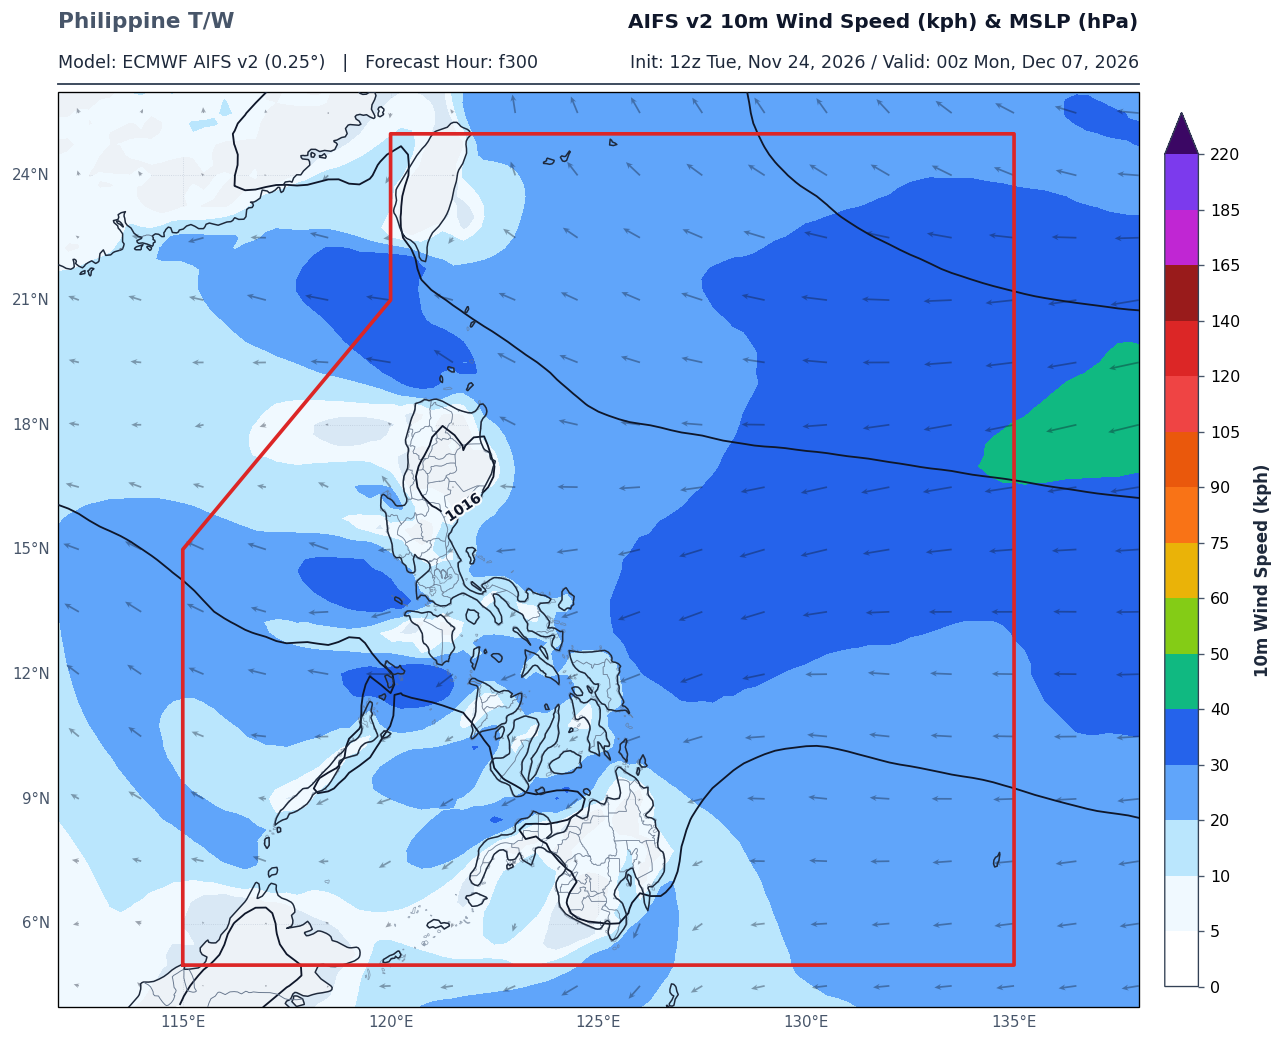 Philippine T/W
AIFS v2 10m Wind Speed (kph) & MSLP (hPa)
Model: ECMWF AIFS v2 (0.25°) | Forecast Hour: f300
Init: 12z Tue, Nov 24, 2026 / Valid: 00z Mon, Dec 07, 2026
24°N
21°N
18°N
15°N
12°N
9°N
6°N
115°E
120°E
125°E
130°E
135°E
1016
220
185
165
140
120
105
90
75
60
50
40
30
20
10
5
0
10m Wind Speed (kph)